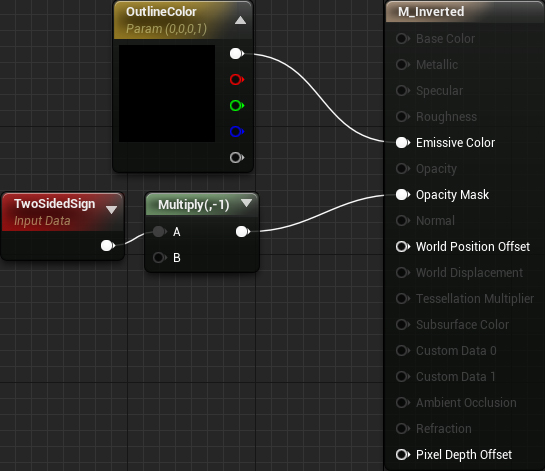 OutlineColor
Param (0,0,0,1)
TwoSidedSign
Input Data
Multiply(,-1)
A
B
M_Inverted
Base Color
Metallic
Specular
Roughness
Emissive Color
Opacity
Opacity Mask
Normal
World Position Offset
World Displacement
Tessellation Multiplier
Subsurface Color
Custom Data 0
Custom Data 1
Ambient Occlusion
Refraction
Pixel Depth Offset